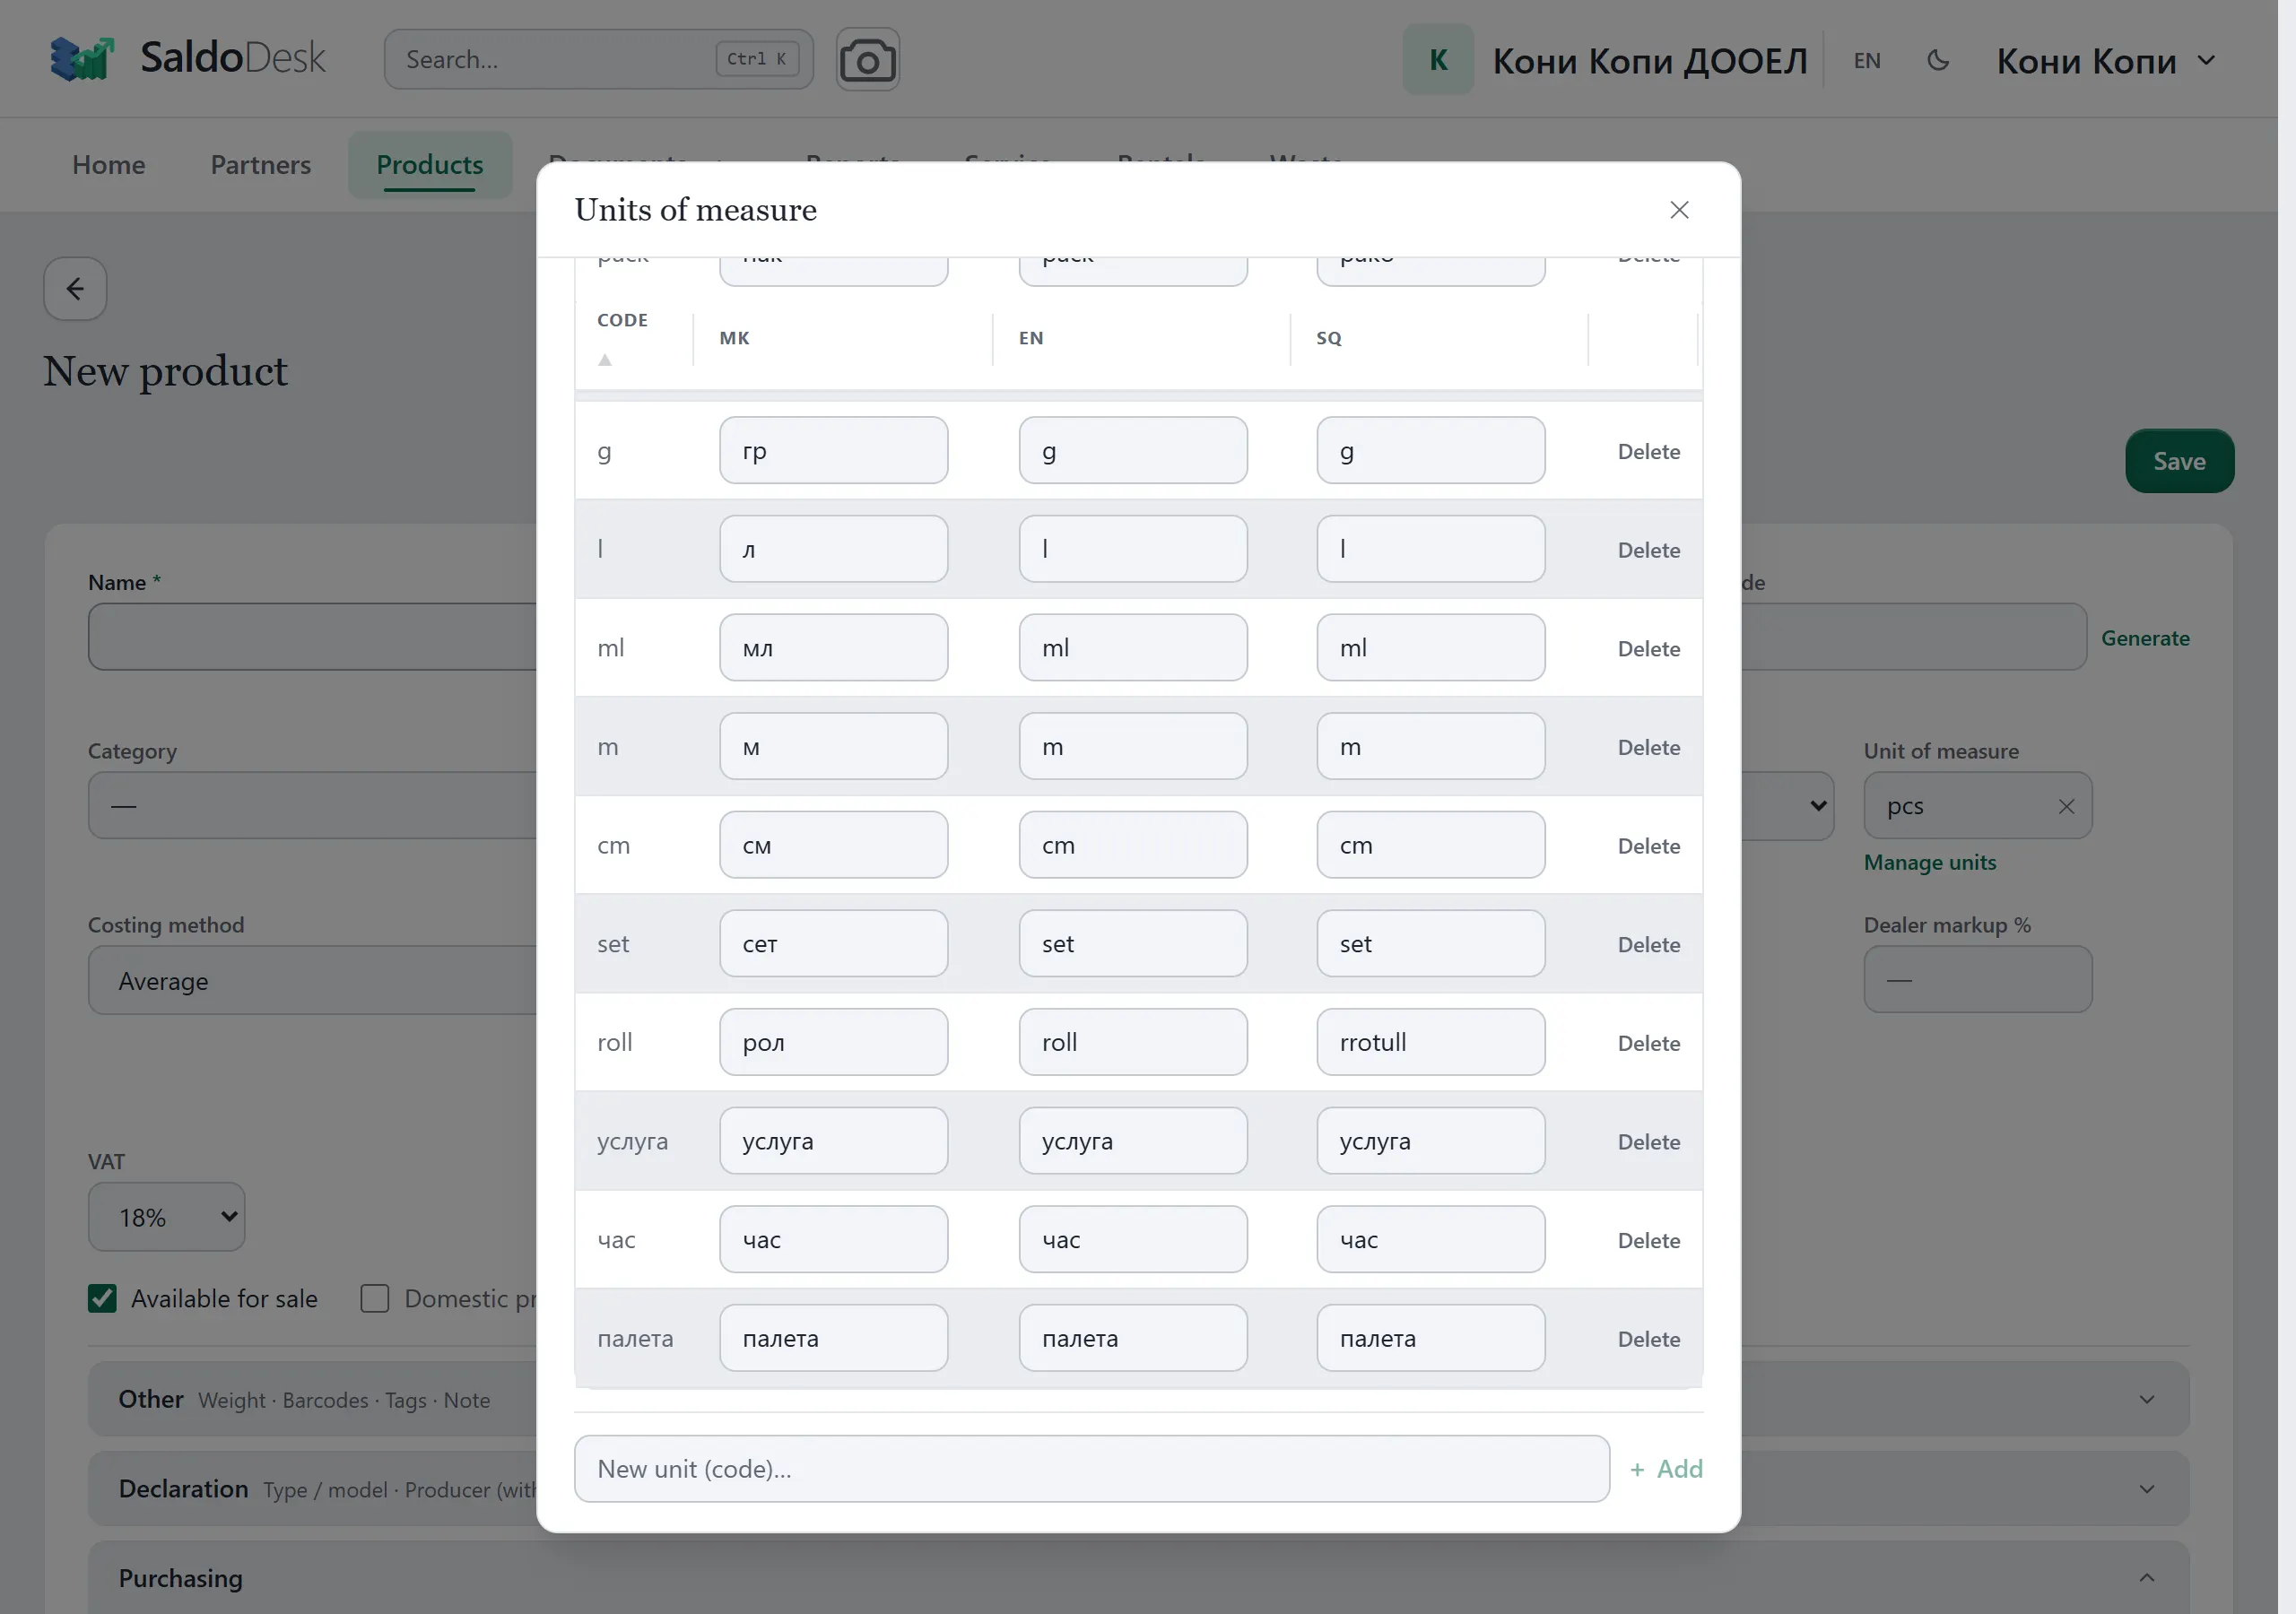 SaldoDesk Search... Ctrl K K Кони Копи ДООЕЛ EN Кони Копи
Home Partners Products
Units of measure
New product
CODE MK EN SQ
g гр g g Delete
l л l l Delete
ml мл ml ml Delete
m м m m Delete
cm см cm cm Delete
set сет set set Delete
roll рол roll rrotull Delete
услуга услуга услуга услуга Delete
час час час час Delete
палета палета палета палета Delete
New unit (code)... + Add
Save
Name *
Generate
Category
—
Unit of measure
pcs
Manage units
Costing method
Average
Dealer markup %
—
VAT
18%
Available for sale Domestic
Other Weight · Barcodes · Tags · Note
Declaration Type / model · Producer
Purchasing